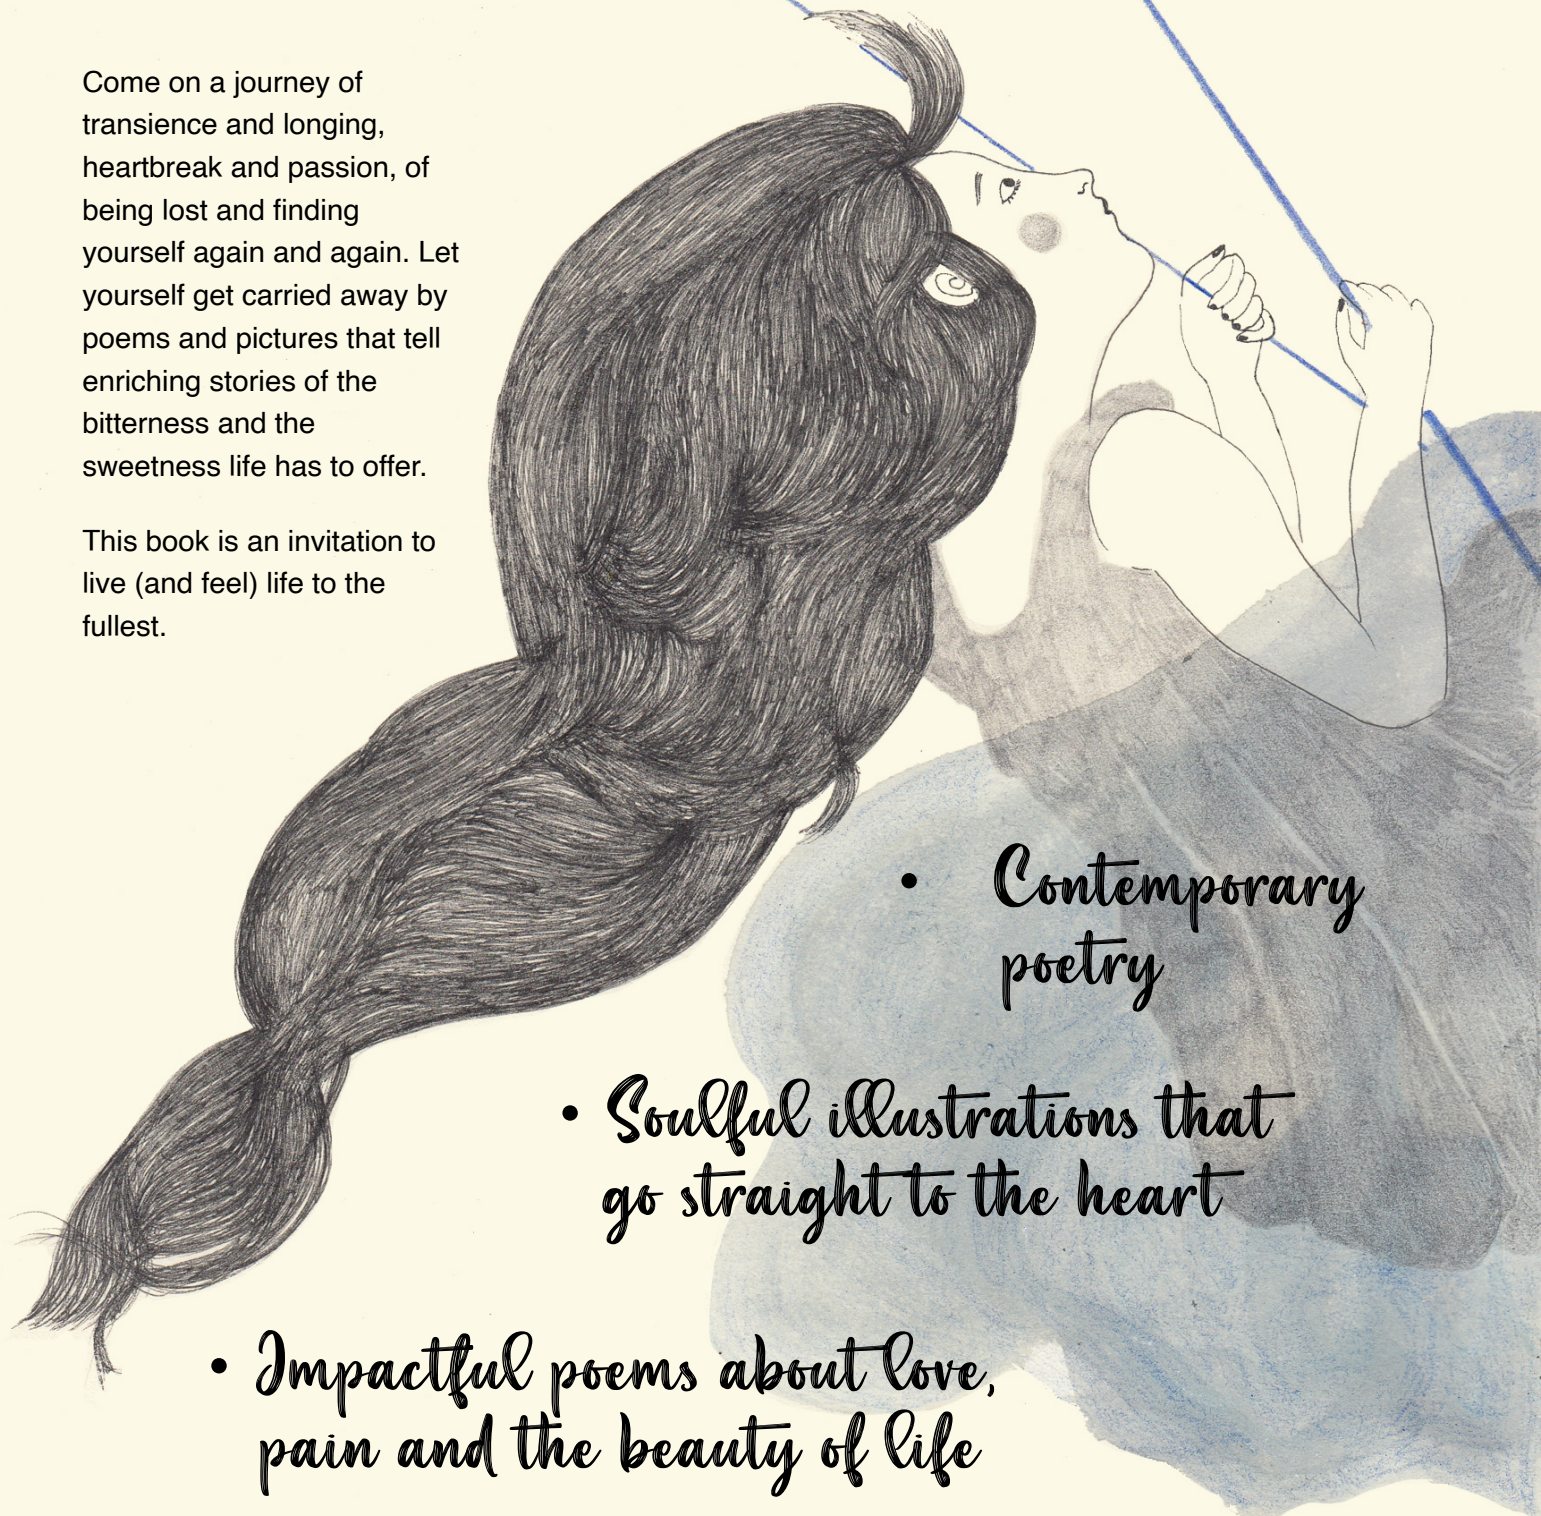 Come on a journey of
transience and longing,
heartbreak and passion, of
being lost and finding
yourself again and again. Let
yourself get carried away by
poems and pictures that tell
enriching stories of the
bitterness and the
sweetness life has to offer.
This book is an invitation to
live (and feel) life to the
fullest.
• Contemporary
poetry
• Soulful illustrations that
go straight to the heart
• Impactful poems about love,
pain and the beauty of life